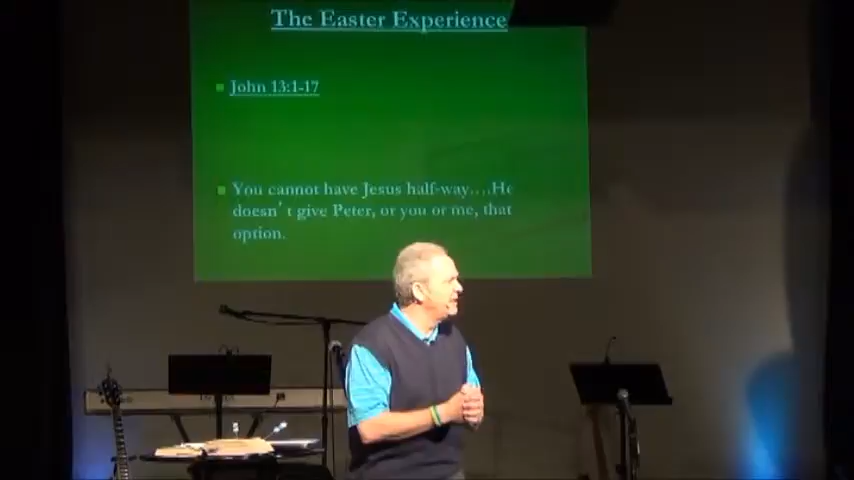 The Easter Experience
John 13:1-17
You cannot have Jesus half-way....He
doesn't give Peter, or you or me, that
option.